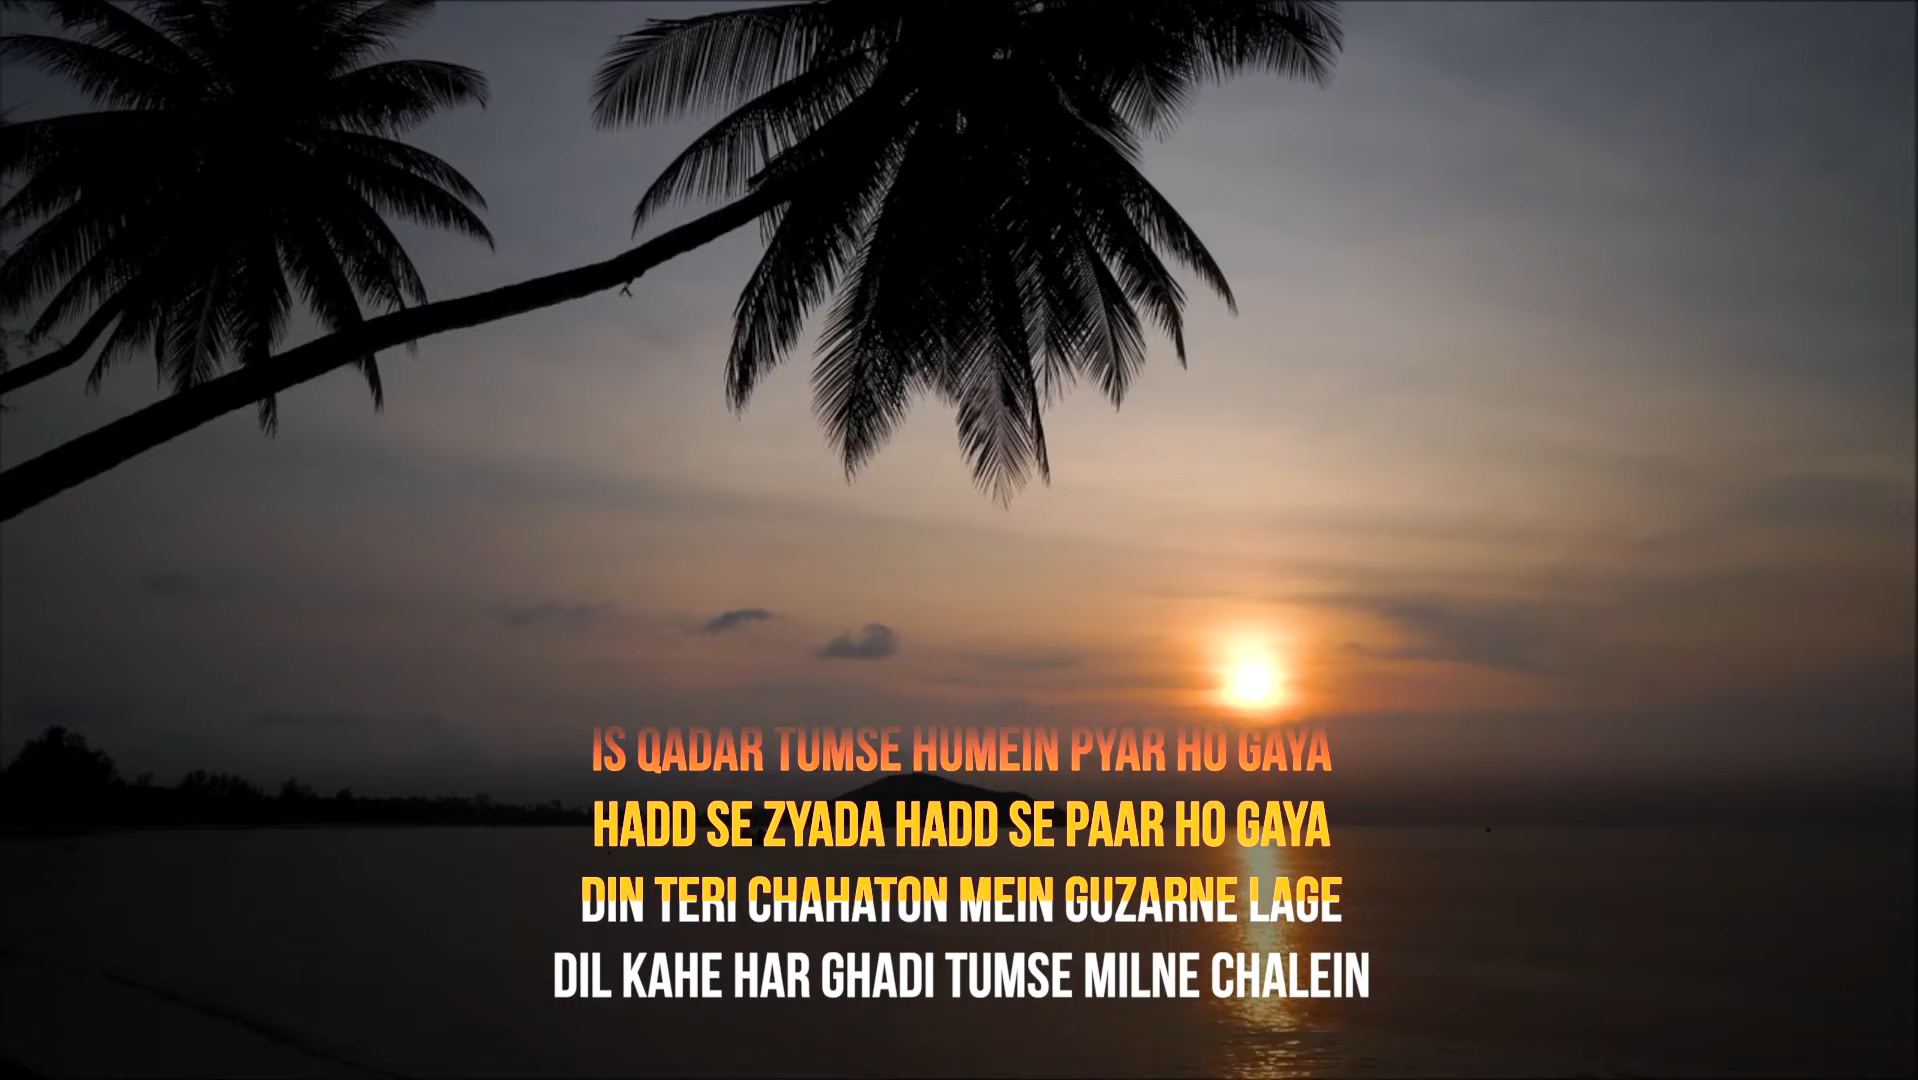 IS QADAR TUMSE HUMEIN PYAR HO GAYA
HADD SE ZYADA HADD SE PAAR HO GAYA
DIN TERI CHAHATON MEIN GUZARNE LAGE
DIL KAHE HAR GHADI TUMSE MILNE CHALEIN